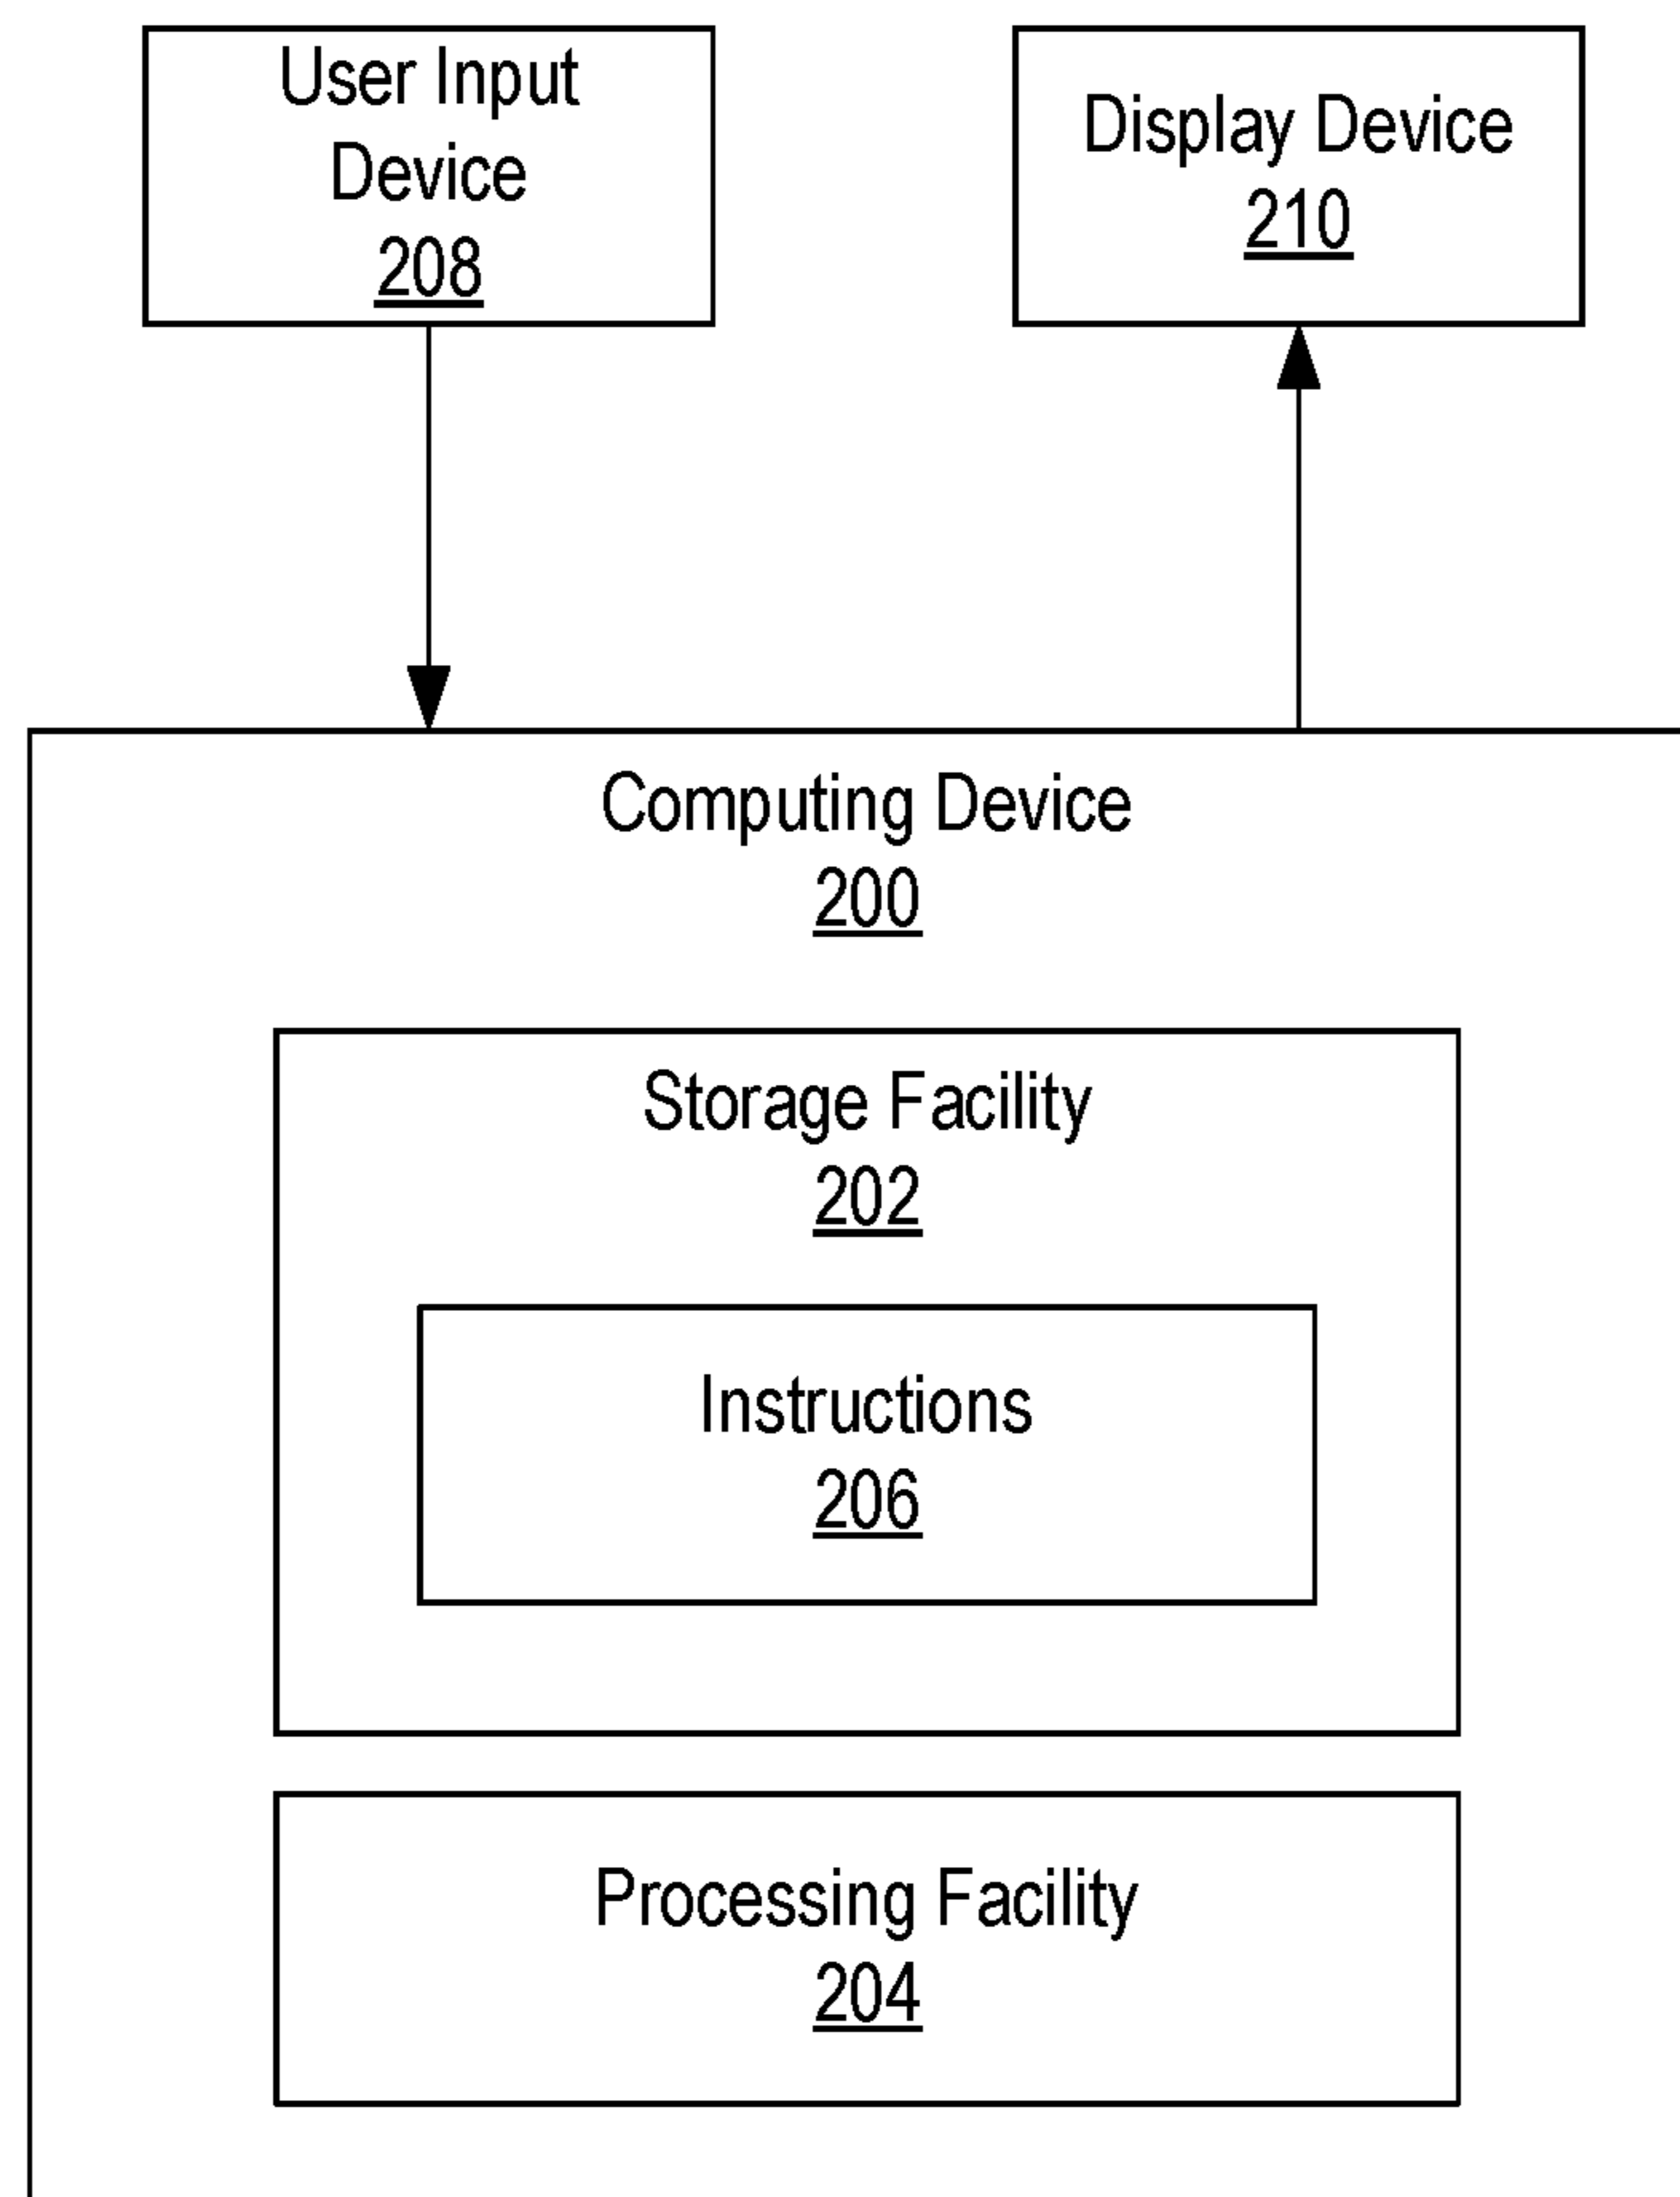 User Input
Device
208
Display Device
210
Computing Device
200
Storage Facility
202
Instructions
206
Processing Facility
204